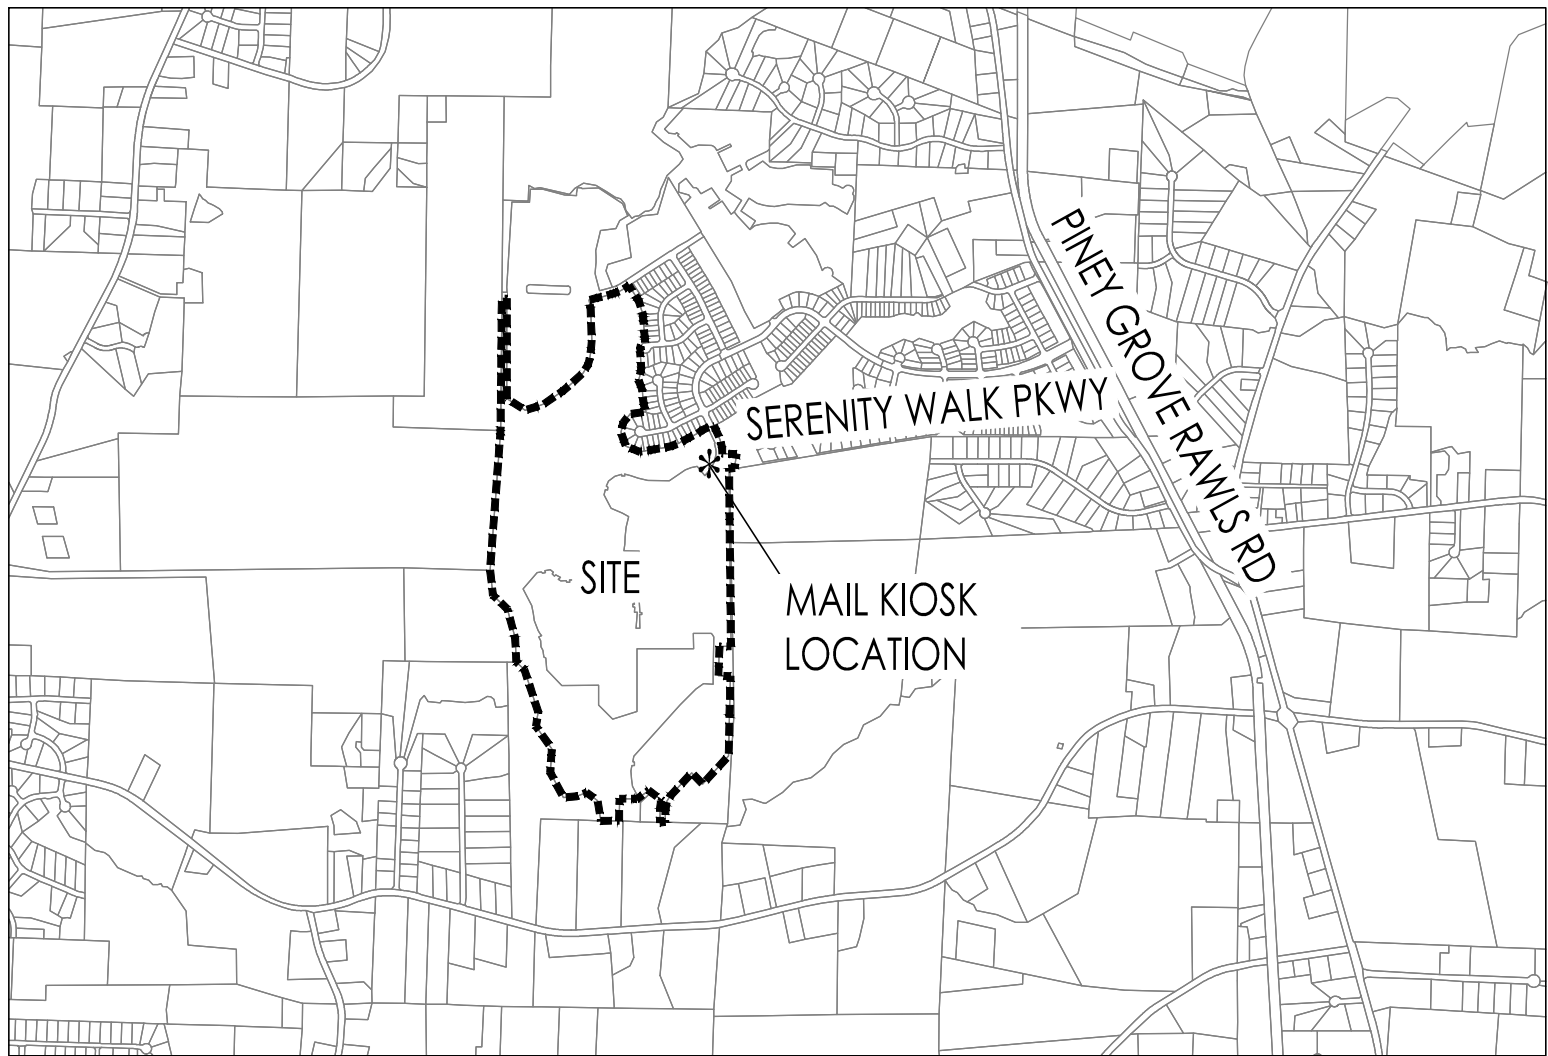 PINEY GROVE RAWLS RD
SERENITY WALK PKWY
SITE
MAIL KIOSK
LOCATION